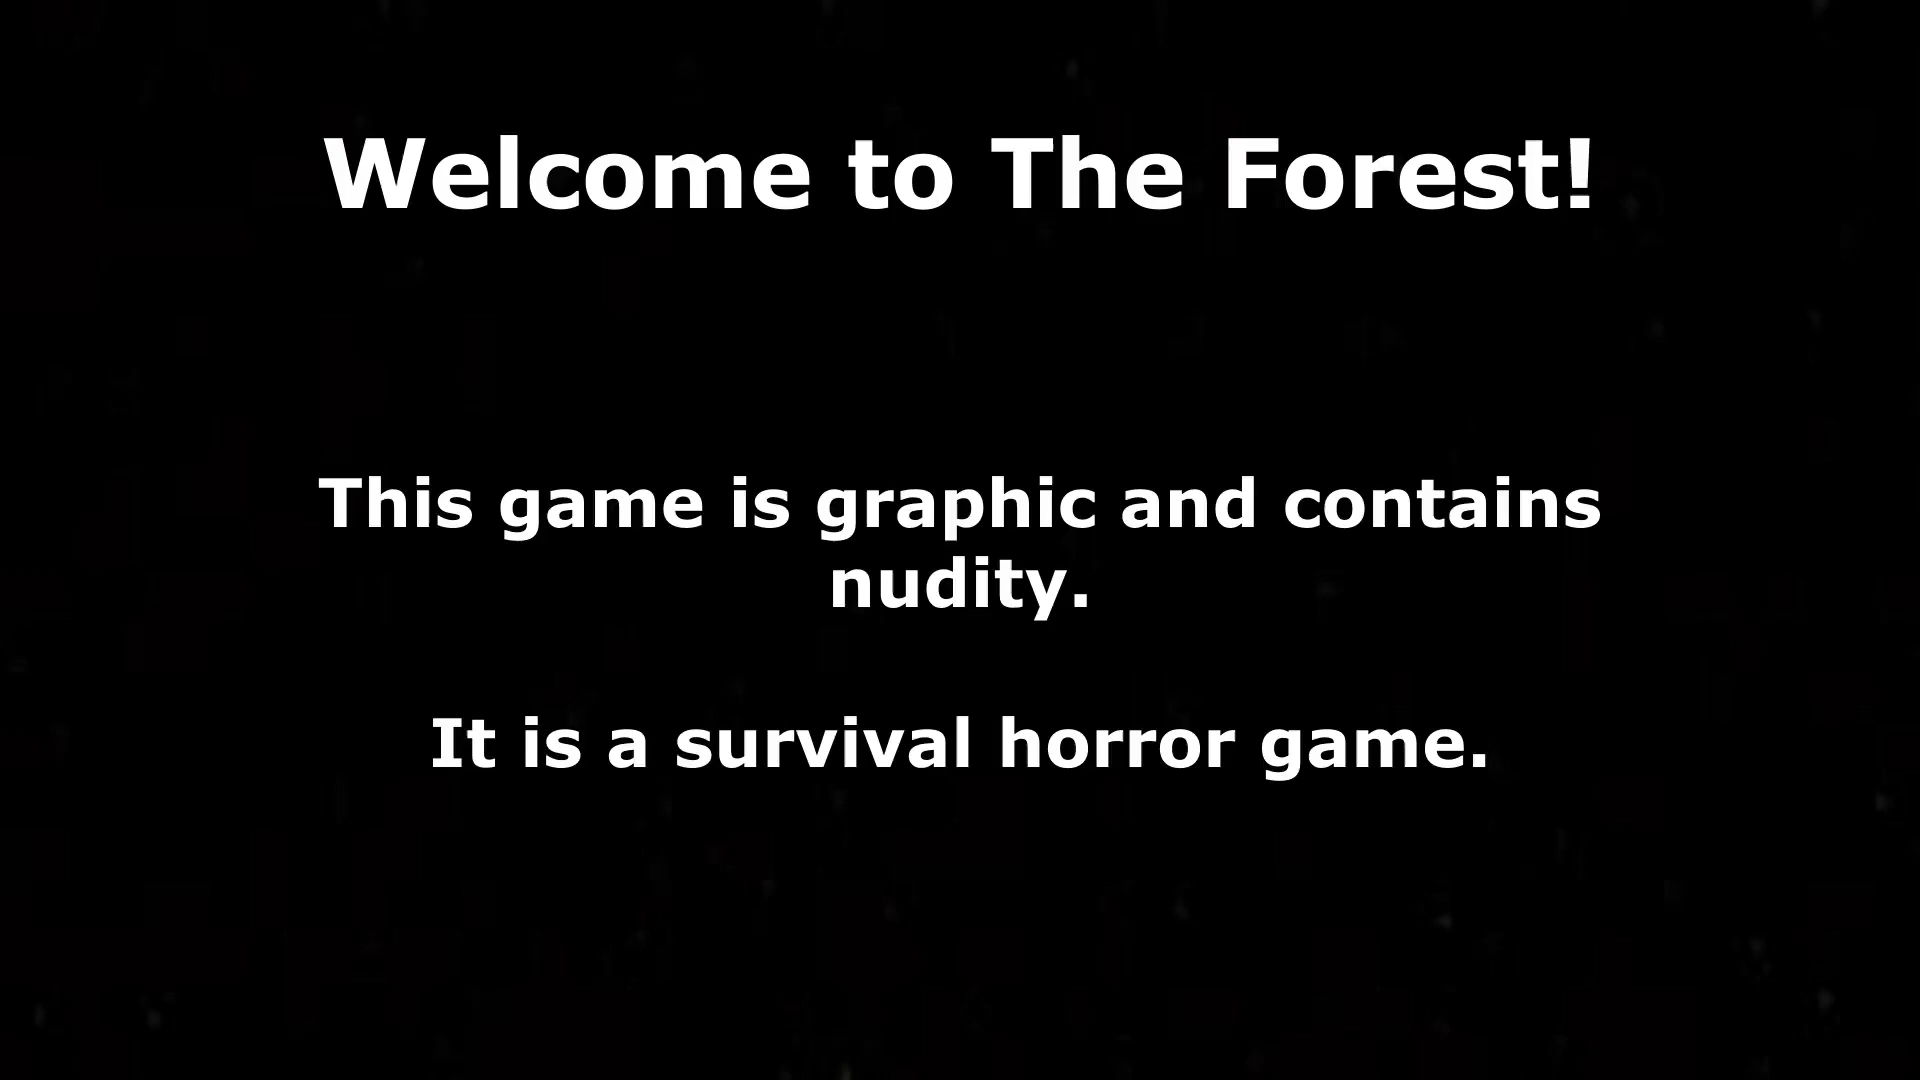 Welcome to The Forest!
This game is graphic and contains
nudity.
It is a survival horror game.